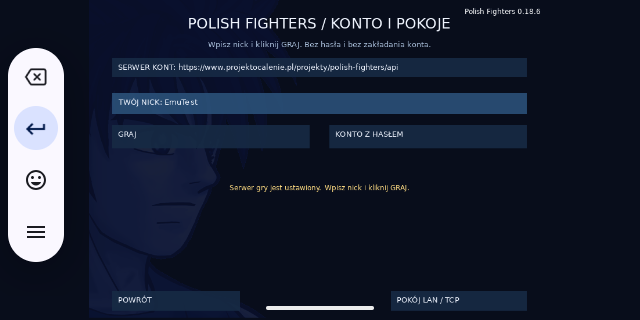 Polish Fighters 0.18.6
POLISH FIGHTERS / KONTO I POKOJE
Wpisz nick i kliknij GRAJ. Bez hasła i bez zakładania konta.
SERWER KONT: https://www.projektocalenie.pl/projekty/polish-fighters/api
TWÓJ NICK: EmuTest
GRAJ
KONTO Z HASŁEM
Serwer gry jest ustawiony. Wpisz nick i kliknij GRAJ.
POWRÓT
POKÓJ LAN / TCP